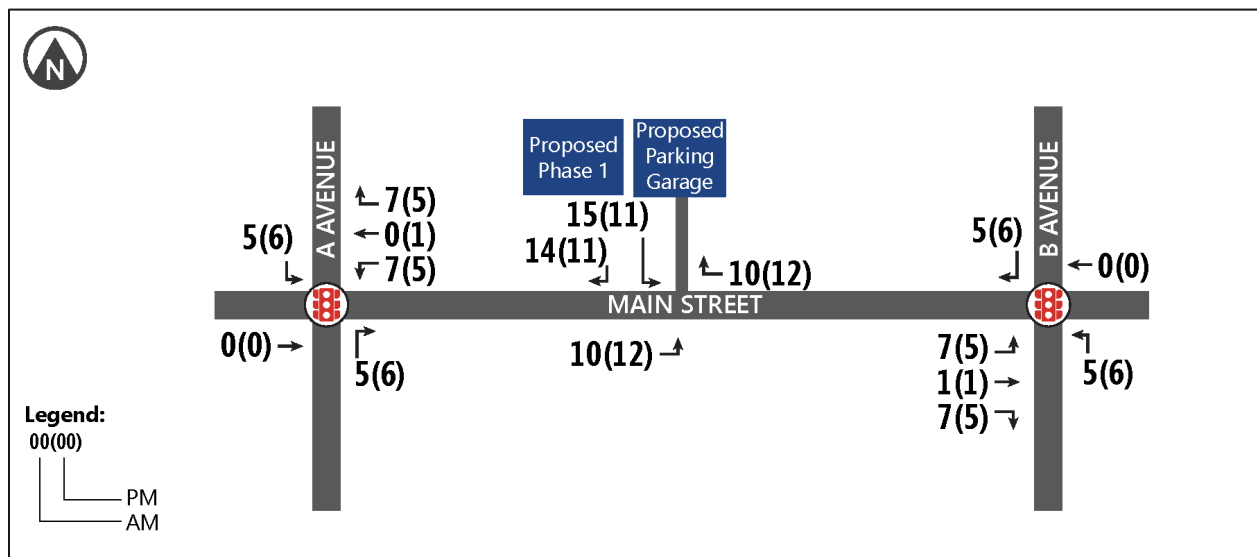 N
A AVENUE
7(5)
0(1)
7(5)
5(6)
0(0)
5(6)
Proposed
Phase 1
Proposed
Parking
Garage
15(11)
14(11)
10(12)
MAIN STREET
10(12)
B AVENUE
5(6)
0(0)
7(5)
1(1)
7(5)
5(6)
Legend:
00(00)
PM
AM